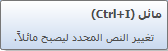 مائل (Ctrl+I)
تغيير النص المحدد ليصبح مائلاً.